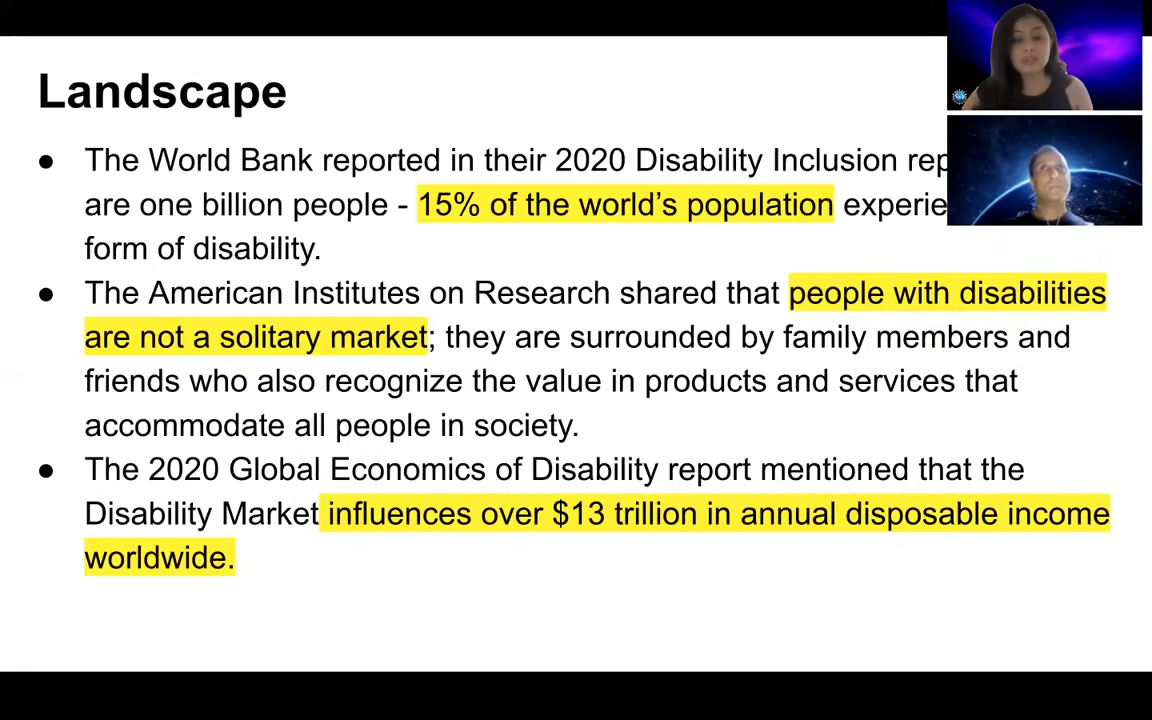 Landscape
● The World Bank reported in their 2020 Disability Inclusion
are one billion people - 15% of the world’s population
form of disability.
● The American Institutes on Research shared that people with disabilities
are not a solitary market; they are surrounded by family members and
friends who also recognize the value in products and services that
accommodate all people in society.
● The 2020 Global Economics of Disability report mentioned that the
Disability Market influences over $13 trillion in annual disposable income
worldwide.